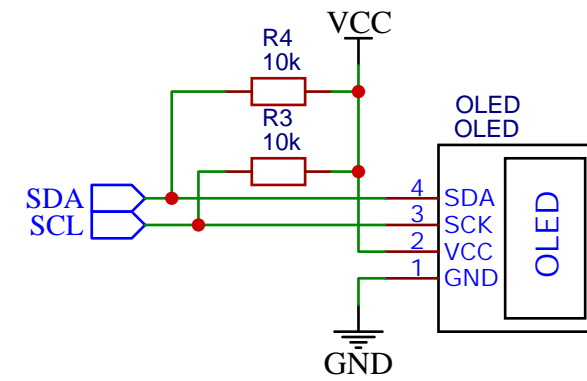 VCC
R4
10k
R3
10k
OLED
OLED
SDA
SCL
4 SDA
3 SCK
2 VCC
1 GND
OLED
GND